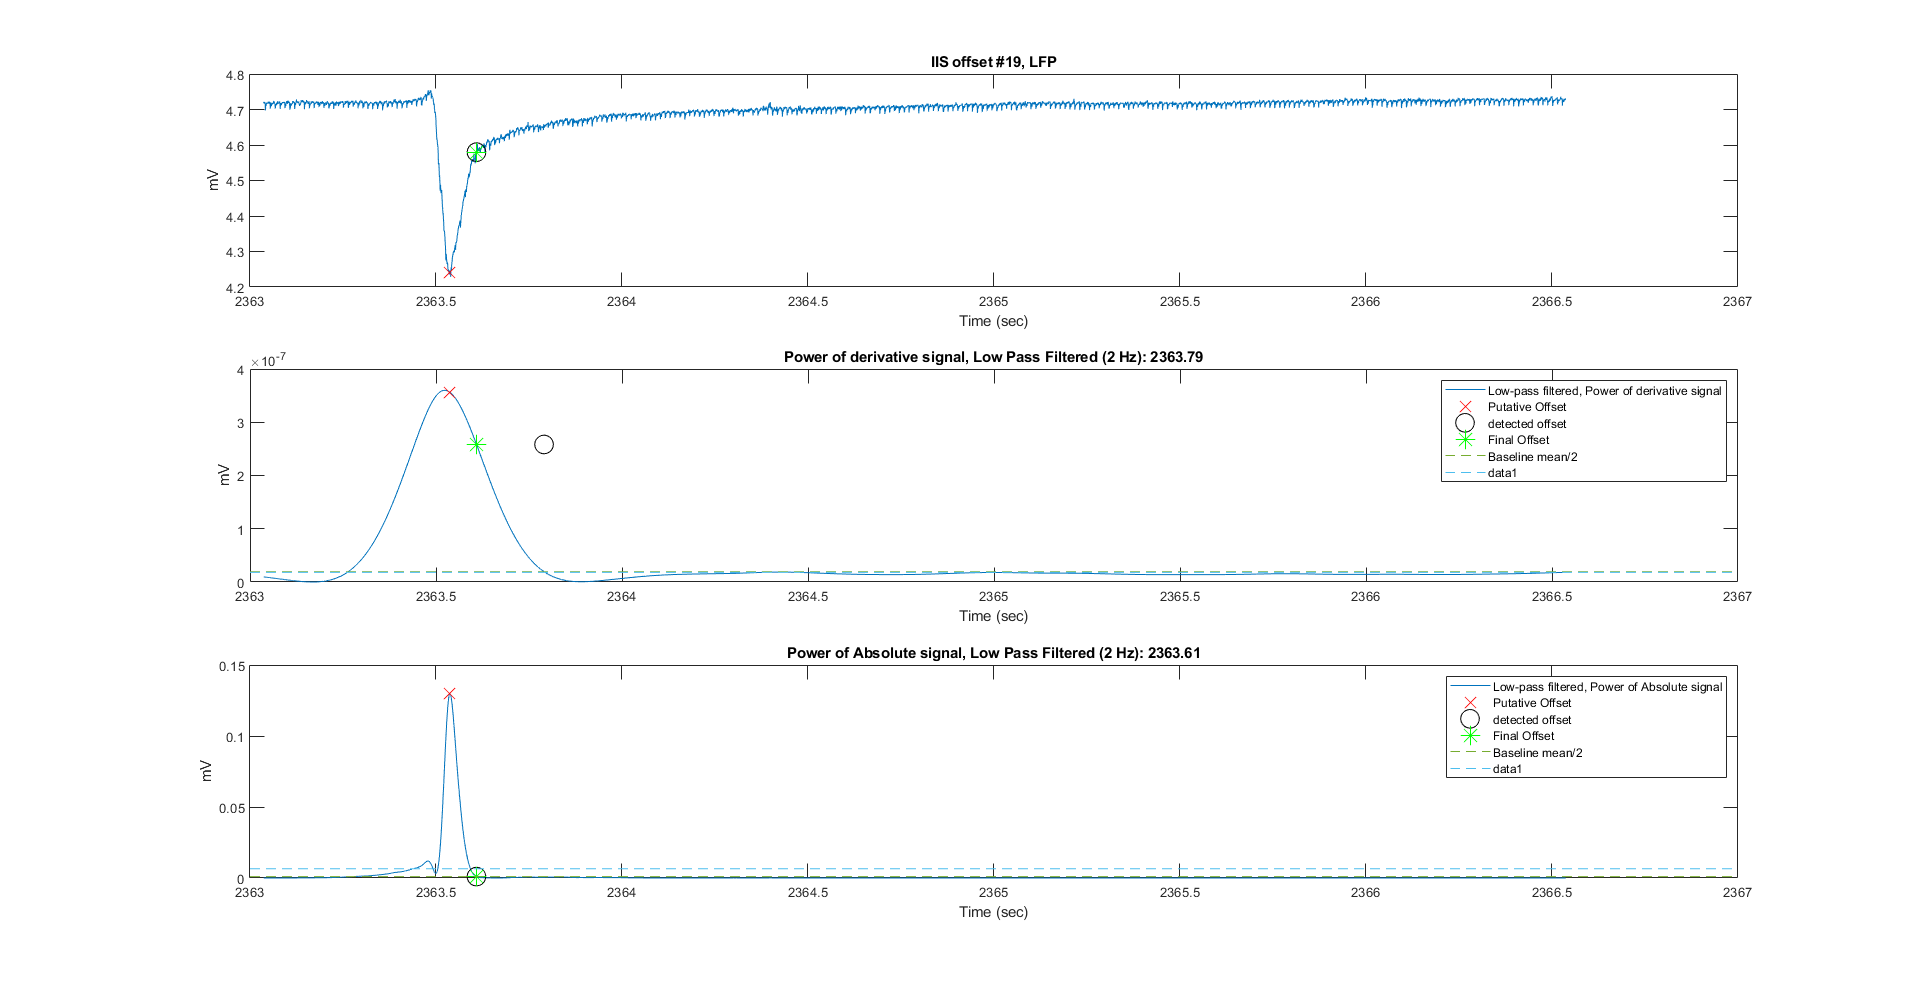 IIS offset #19, LFP
4.8
4.7
4.6
4.5
4.4
4.3
4.2
mV
2363 2363.5 2364 2364.5 2365 2365.5 2366 2366.5 2367
Time (sec)
Power of derivative signal, Low Pass Filtered (2 Hz): 2363.79
×10-7
4
3
2
1
0
mV
Low-pass filtered, Power of derivative signal
Putative Offset
detected offset
Final Offset
Baseline mean/2
data1
2363 2363.5 2364 2364.5 2365 2365.5 2366 2366.5 2367
Time (sec)
Power of Absolute signal, Low Pass Filtered (2 Hz): 2363.61
0.15
0.1
0.05
0
mV
Low-pass filtered, Power of Absolute signal
Putative Offset
detected offset
Final Offset
Baseline mean/2
data1
2363 2363.5 2364 2364.5 2365 2365.5 2366 2366.5 2367
Time (sec)